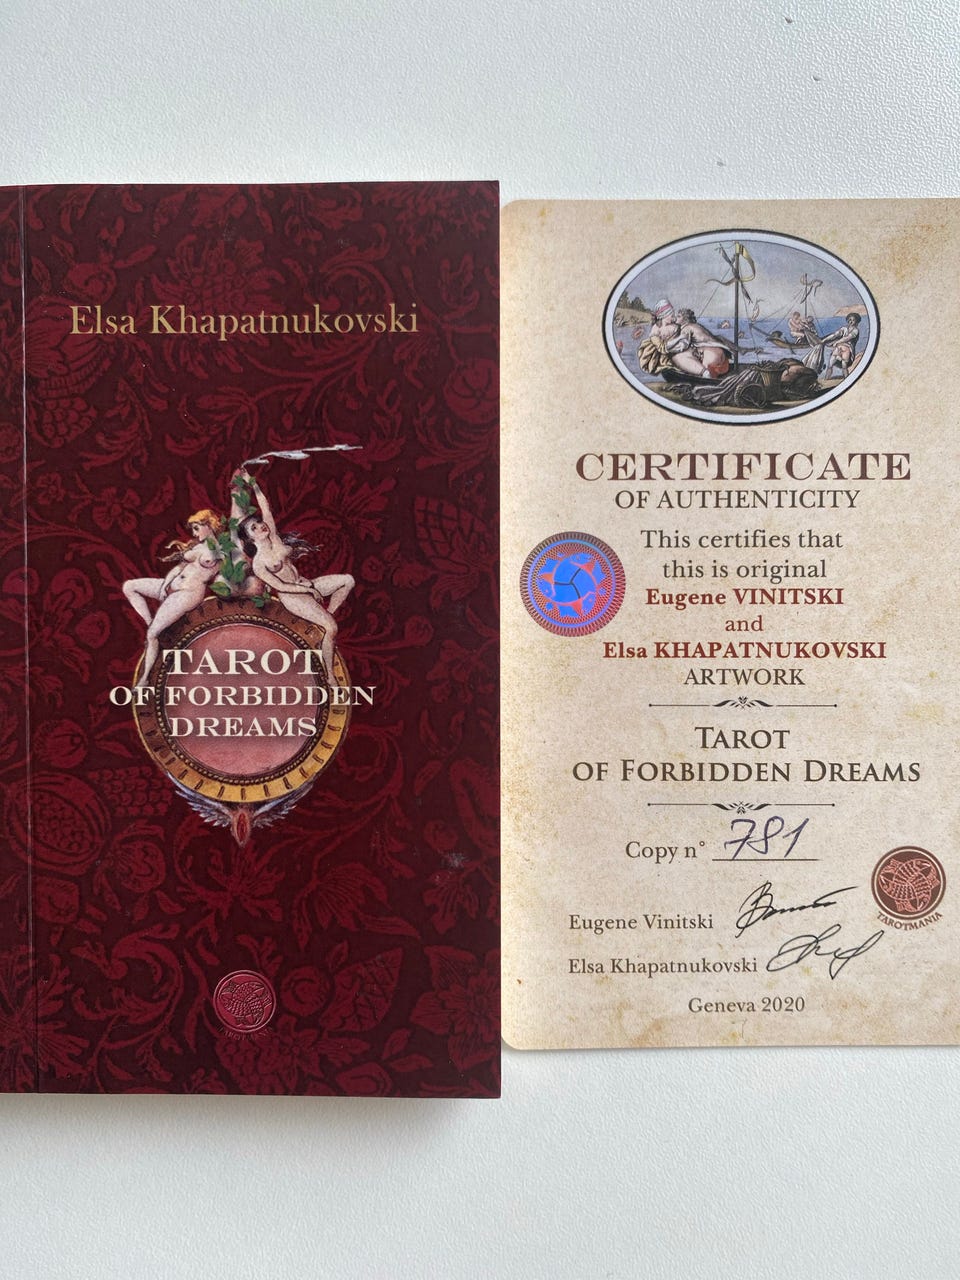 Elsa Khapatnukovski
TAROT
OF FORBIDDEN
DREAMS
CERTIFICATE
OF AUTHENTICITY
This certifies that
this is original
Eugene VINITSKI
and
Elsa KHAPATNUKOVSKI
ARTWORK
TAROT
OF FORBIDDEN DREAMS
Copy n° 781
Eugene Vinitski
TAROTMANIA
Elsa Khapatnukovski
Geneva 2020